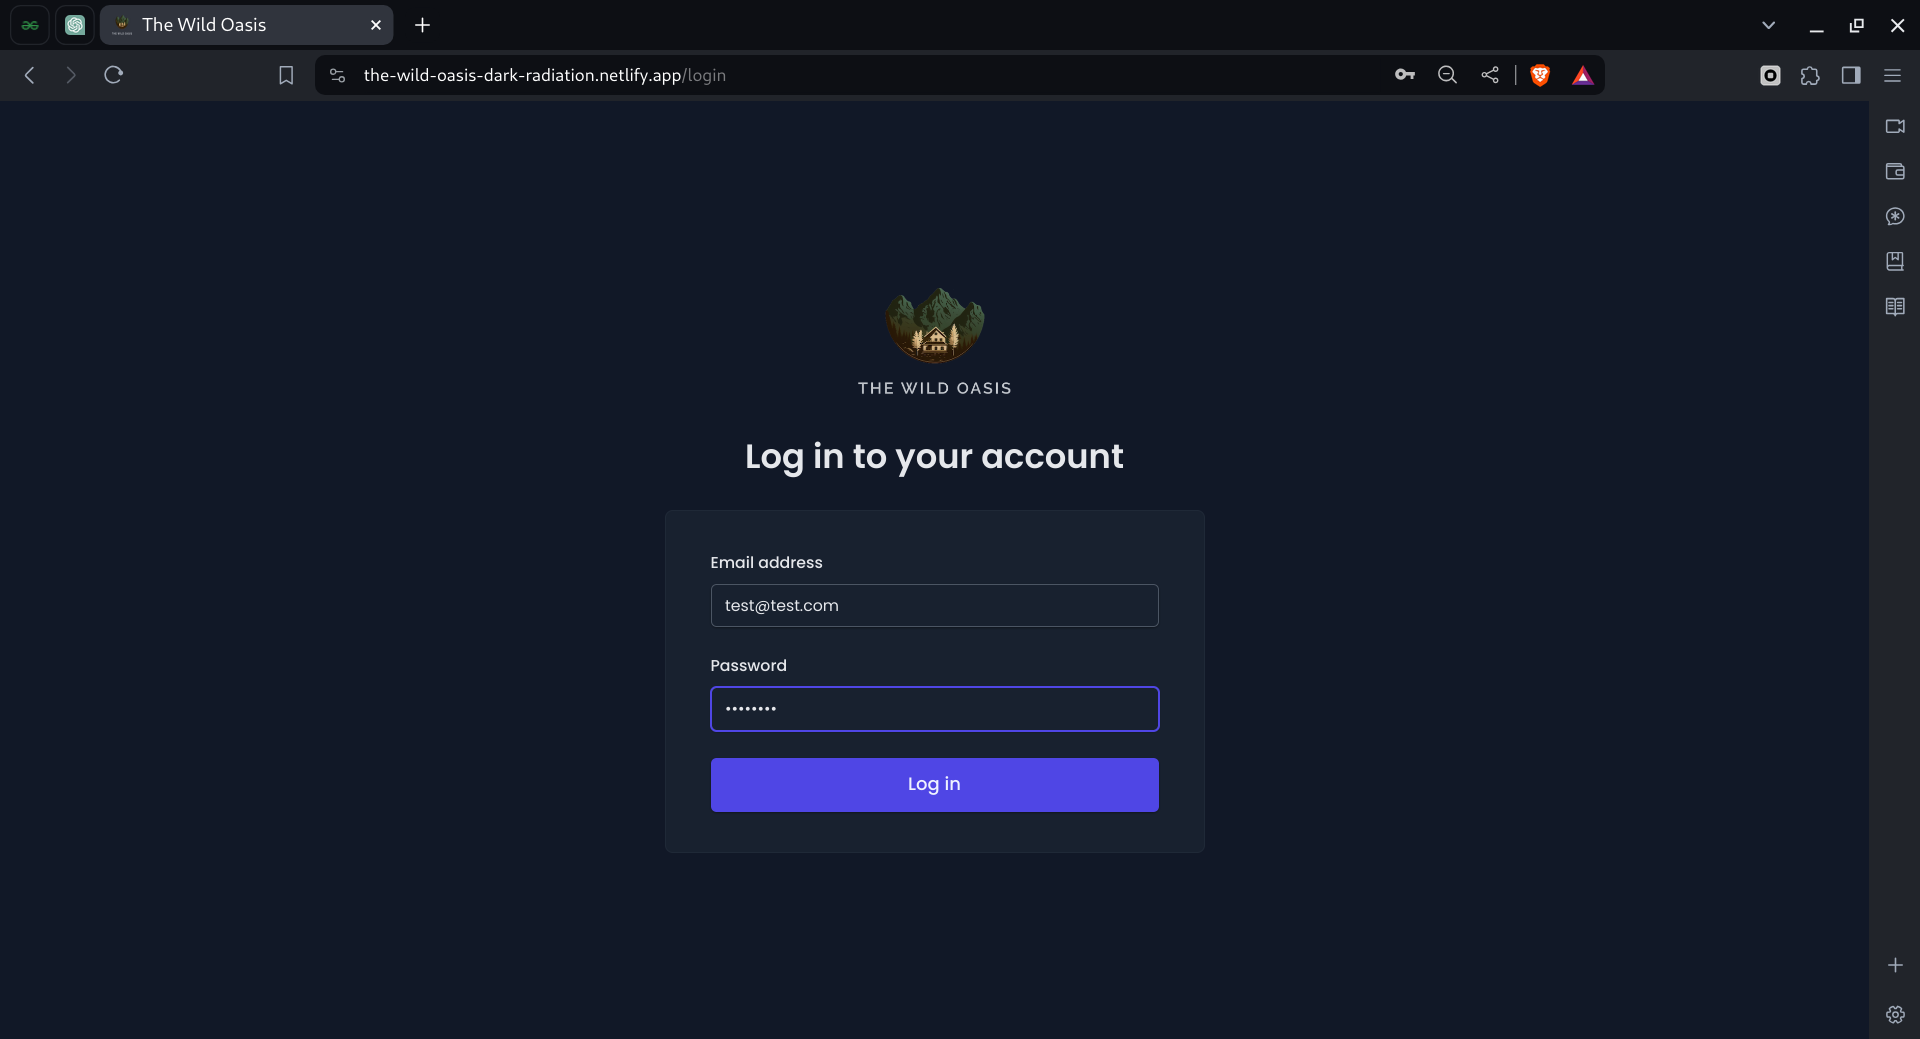 The Wild Oasis
the-wild-oasis-dark-radiation.netlify.app/login
THE WILD OASIS
Log in to your account
Email address
test@test.com
Password
••••••••
Log in